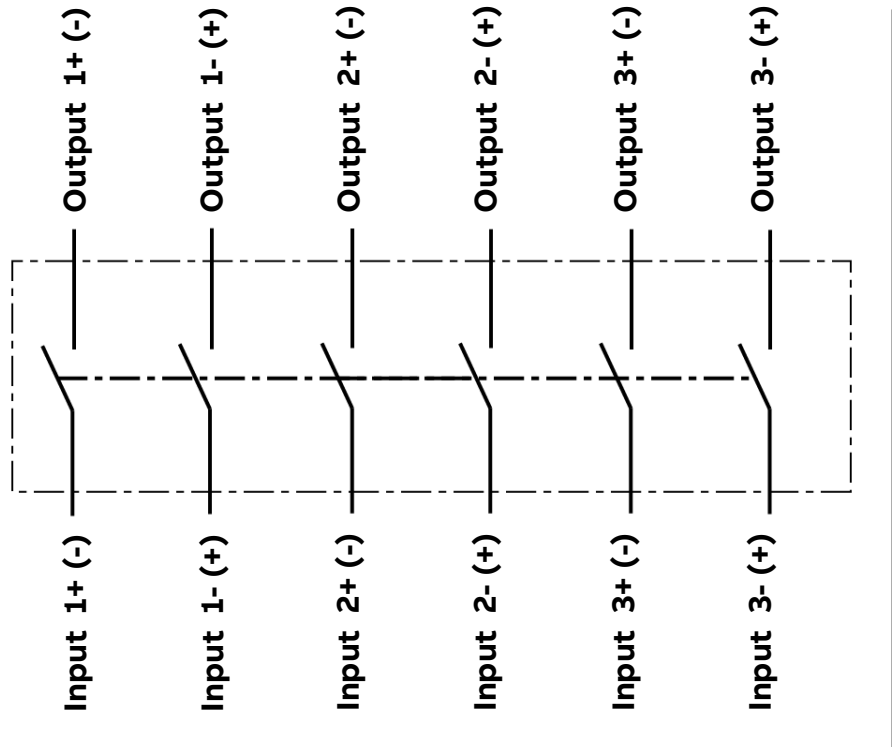 Output 1+ (-)
Output 1- (+)
Output 2+ (-)
Output 2- (+)
Output 3+ (-)
Output 3- (+)
Input 1+ (-)
Input 1- (+)
Input 2+ (-)
Input 2- (+)
Input 3+ (-)
Input 3- (+)